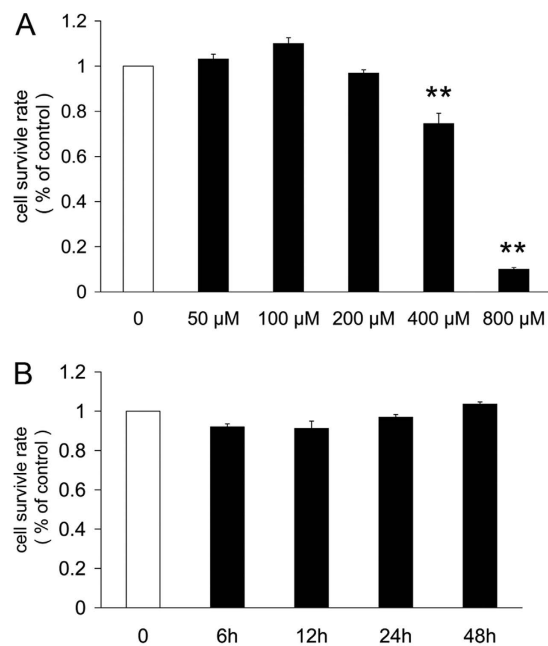 A
1.2
1
0.8
0.6
0.4
0.2
0
cell survivle rate
( % of control )
**
**
0 50 µM 100 µM 200 µM 400 µM 800 µM
B
1.2
1
0.8
0.6
0.4
0.2
0
cell survivle rate
( % of control )
0 6h 12h 24h 48h